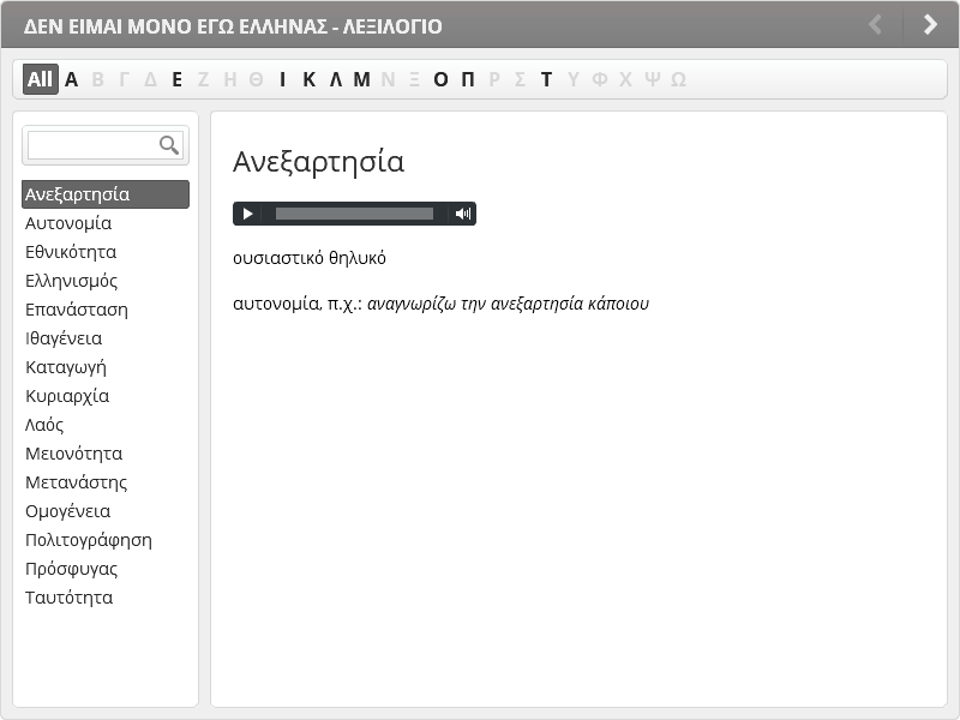 ΔΕΝ ΕΙΜΑΙ ΜΟΝΟ ΕΓΩ ΕΛΛΗΝΑΣ - ΛΕΞΙΛΟΓΙΟ
All Α Β Γ Δ Ε Ζ Η Θ Ι Κ Λ Μ Ν Ξ Ο Π Ρ Σ Τ Υ Φ Χ Ψ Ω
Ανεξαρτησία
Αυτονομία
Εθνικότητα
Ελληνισμός
Επανάσταση
Ιθαγένεια
Καταγωγή
Κυριαρχία
Λαός
Μειονότητα
Μετανάστης
Ομογένεια
Πολιτογράφηση
Πρόσφυγας
Ταυτότητα
Ανεξαρτησία
ουσιαστικό θηλυκό
αυτονομία, π.χ.: αναγνωρίζω την ανεξαρτησία κάποιου